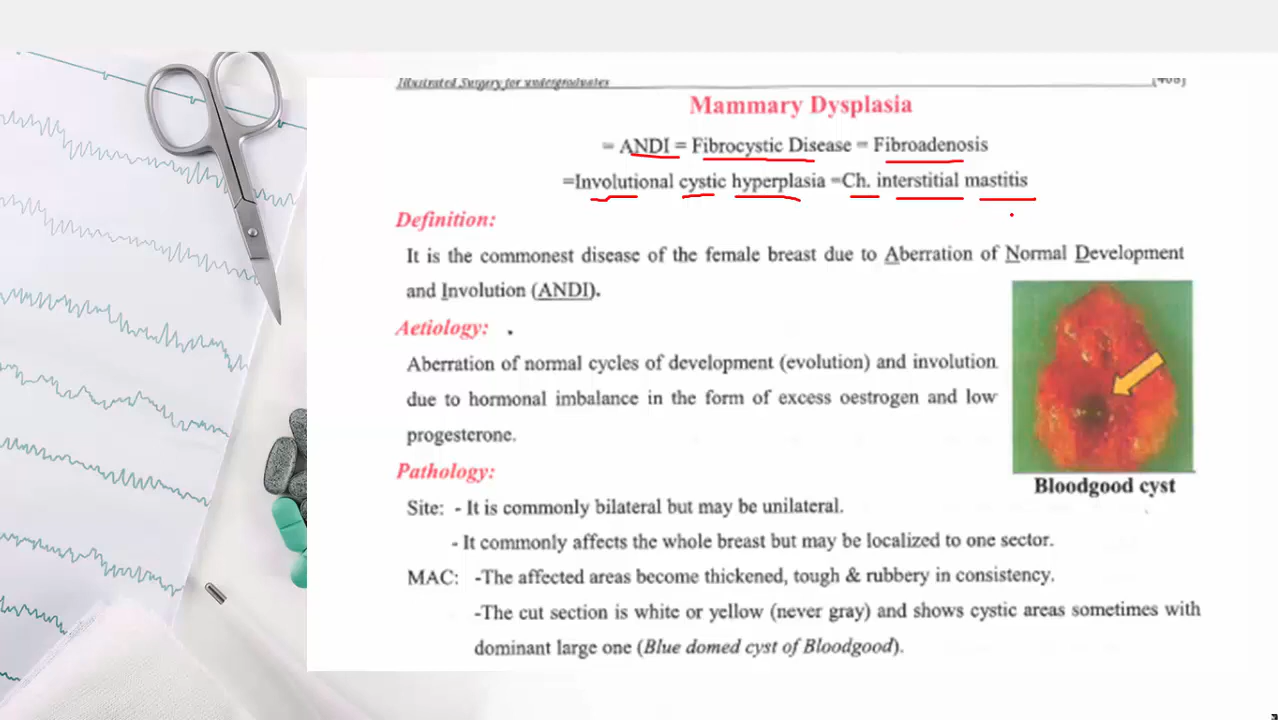 Illustrated Surgery for undergraduates
Mammary Dysplasia
= ANDI = Fibrocystic Disease = Fibroadenosis
=Involutional cystic hyperplasia =Ch. interstitial mastitis
Definition:
It is the commonest disease of the female breast due to Aberration of Normal Development
and Involution (ANDI).
Aetiology:
Aberration of normal cycles of development (evolution) and involution
due to hormonal imbalance in the form of excess oestrogen and low
progesterone.
Bloodgood cyst
Pathology:
Site: - It is commonly bilateral but may be unilateral.
- It commonly affects the whole breast but may be localized to one sector.
MAC: -The affected areas become thickened, tough & rubbery in consistency.
-The cut section is white or yellow (never gray) and shows cystic areas sometimes with
dominant large one (Blue domed cyst of Bloodgood).